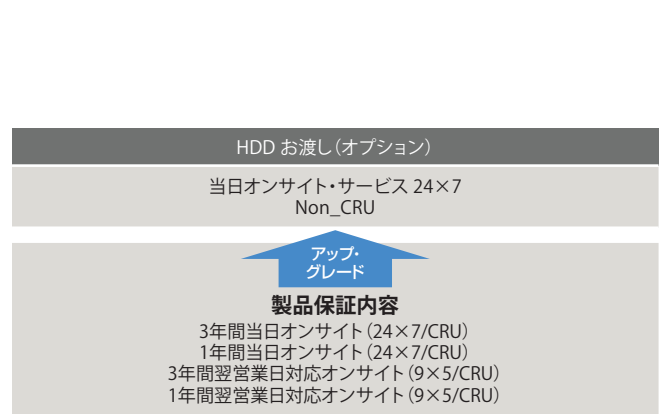 HDD お渡し（オプション）
当日オンサイト・サービス 24×7
Non_CRU
アップ・
グレード
製品保証内容
3年間当日オンサイト（24×7/CRU）
1年間当日オンサイト（24×7/CRU）
3年間翌営業日対応オンサイト（9×5/CRU）
1年間翌営業日対応オンサイト（9×5/CRU）